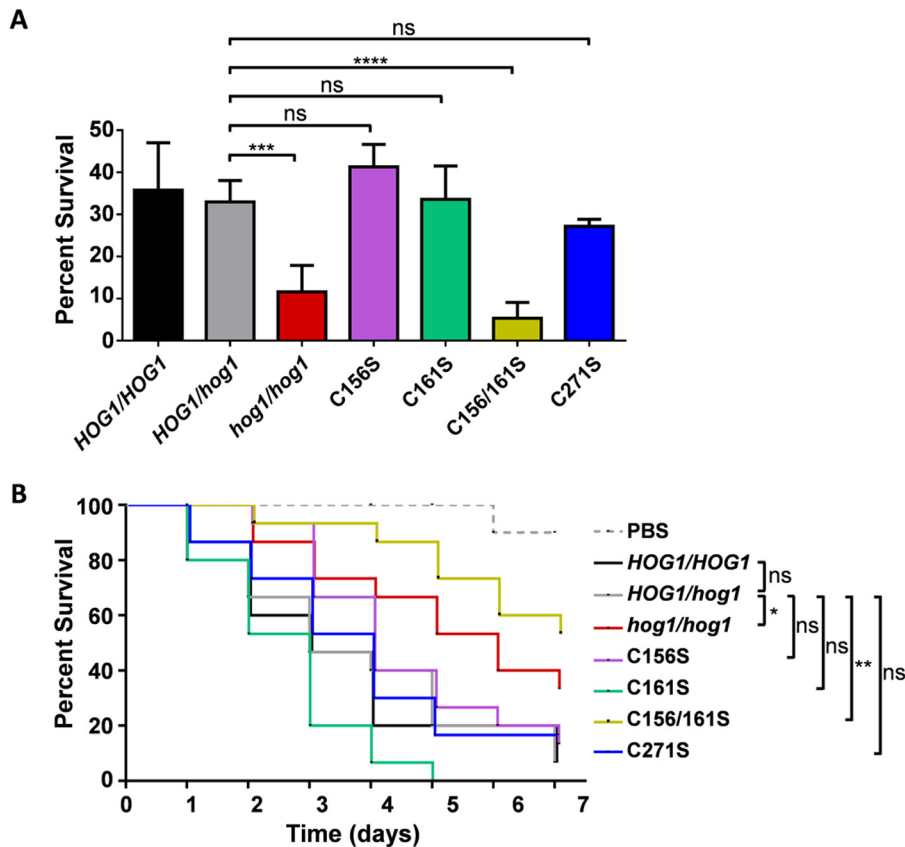 A
ns
****
ns
ns
***
50
40
30
20
10
0
Percent Survival
HOG1/HOG1
HOG1/hog1
hog1/hog1
C156S
C161S
C156/161S
C271S
B
100
80
60
40
20
0
Percent Survival
0 1 2 3 4 5 6 7
Time (days)
PBS
HOG1/HOG1
HOG1/hog1
hog1/hog1
C156S
C161S
C156/161S
C271S
ns
*
ns
ns
**
ns